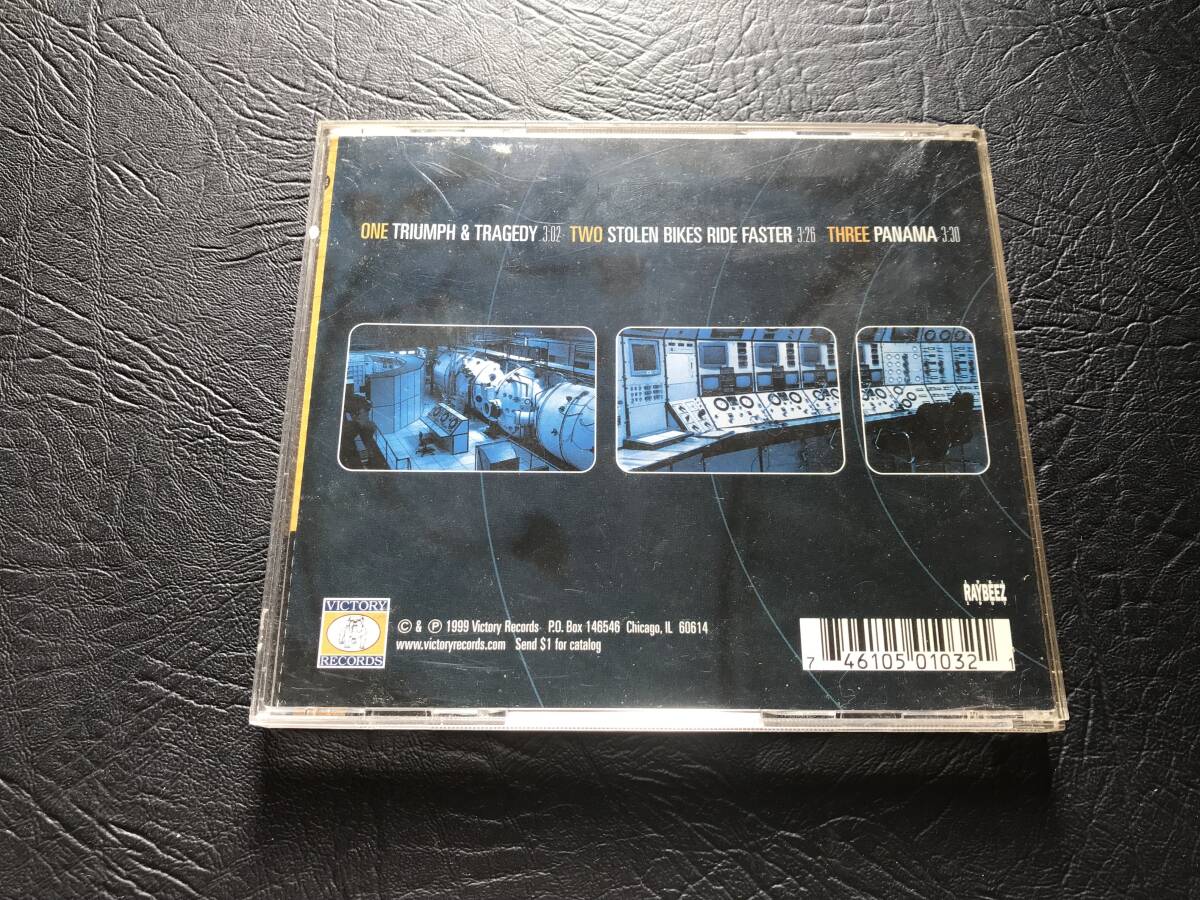 ONE TRIUMPH & TRAGEDY 3:02 TWO STOLEN BIKES RIDE FASTER 3:26 THREE PANAMA 3:30
RAYBEEZ
VICTORY
RECORDS
© & ℗ 1999 Victory Records P.O. Box 146546 Chicago, IL 60614
www.victoryrecords.com Send $1 for catalog
7 46105 01032 1